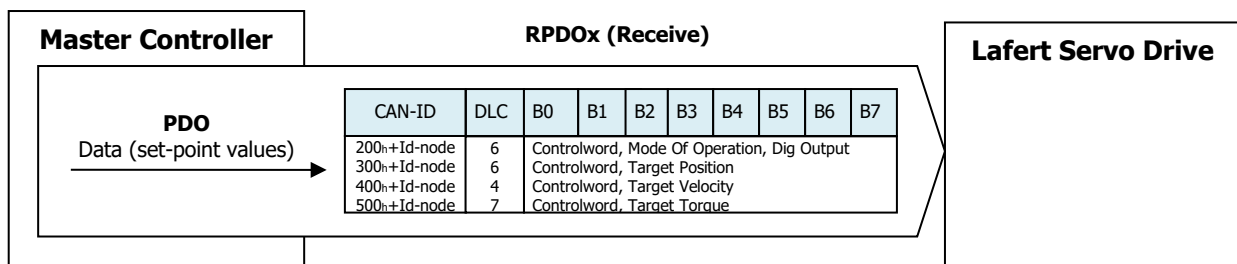 Master Controller
RPDOx (Receive)
Lafert Servo Drive
PDO
Data (set-point values)
CAN-ID DLC B0 B1 B2 B3 B4 B5 B6 B7
200h+Id-node 6 Controlword, Mode Of Operation, Dig Output
300h+Id-node 6 Controlword, Target Position
400h+Id-node 4 Controlword, Target Velocity
500h+Id-node 7 Controlword, Target Torque